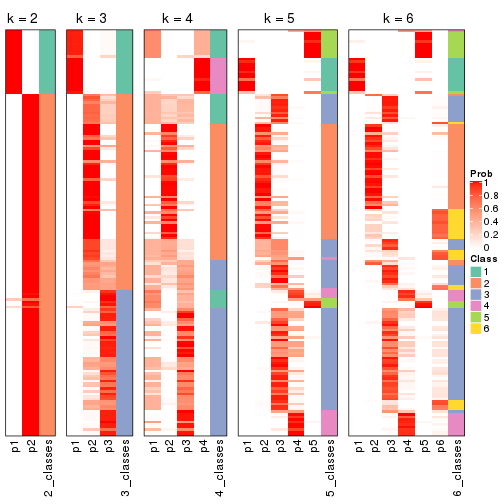 k = 2
k = 3
k = 4
k = 5
k = 6
Prob
1
0.8
0.6
0.4
0.2
0
Class
1
2
3
4
5
6
p1
p2
2_classes
p1
p2
p3
3_classes
p1
p2
p3
p4
4_classes
p1
p2
p3
p4
p5
5_classes
p1
p2
p3
p4
p5
p6
6_classes